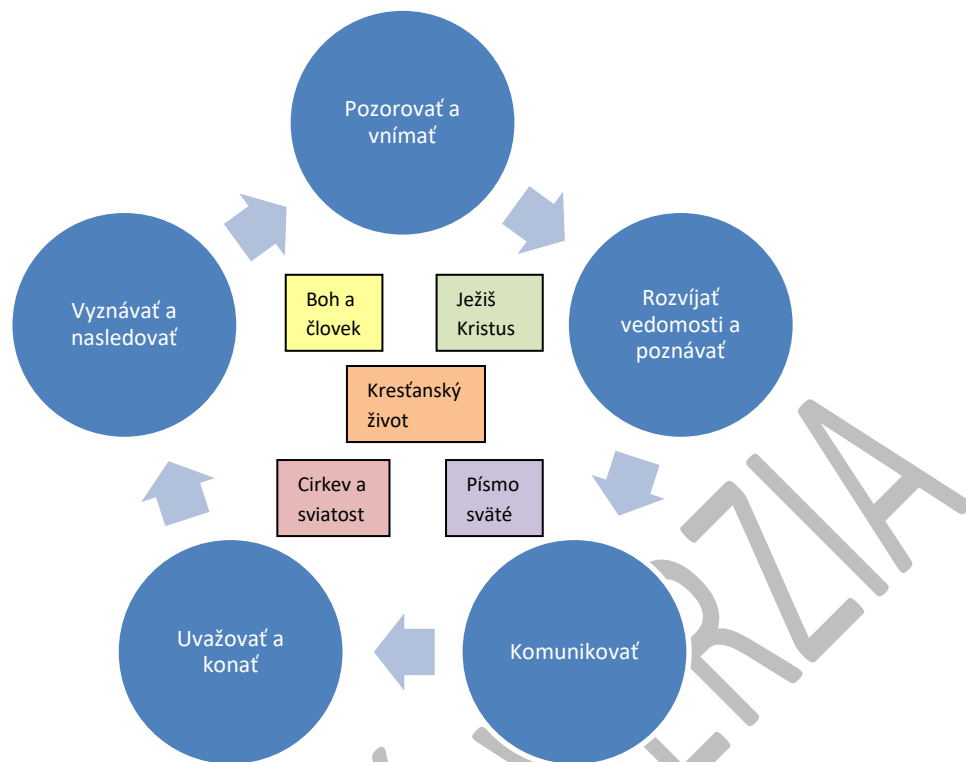 Pozorovať a
vnímať
Vyznávať a
nasledovať
Boh a
človek
Ježiš
Kristus
Rozvíjať
vedomosti a
poznávať
Kresťanský
život
Cirkev a
sviatost
Písmo
sväté
Uvažovať a
konať
Komunikovať